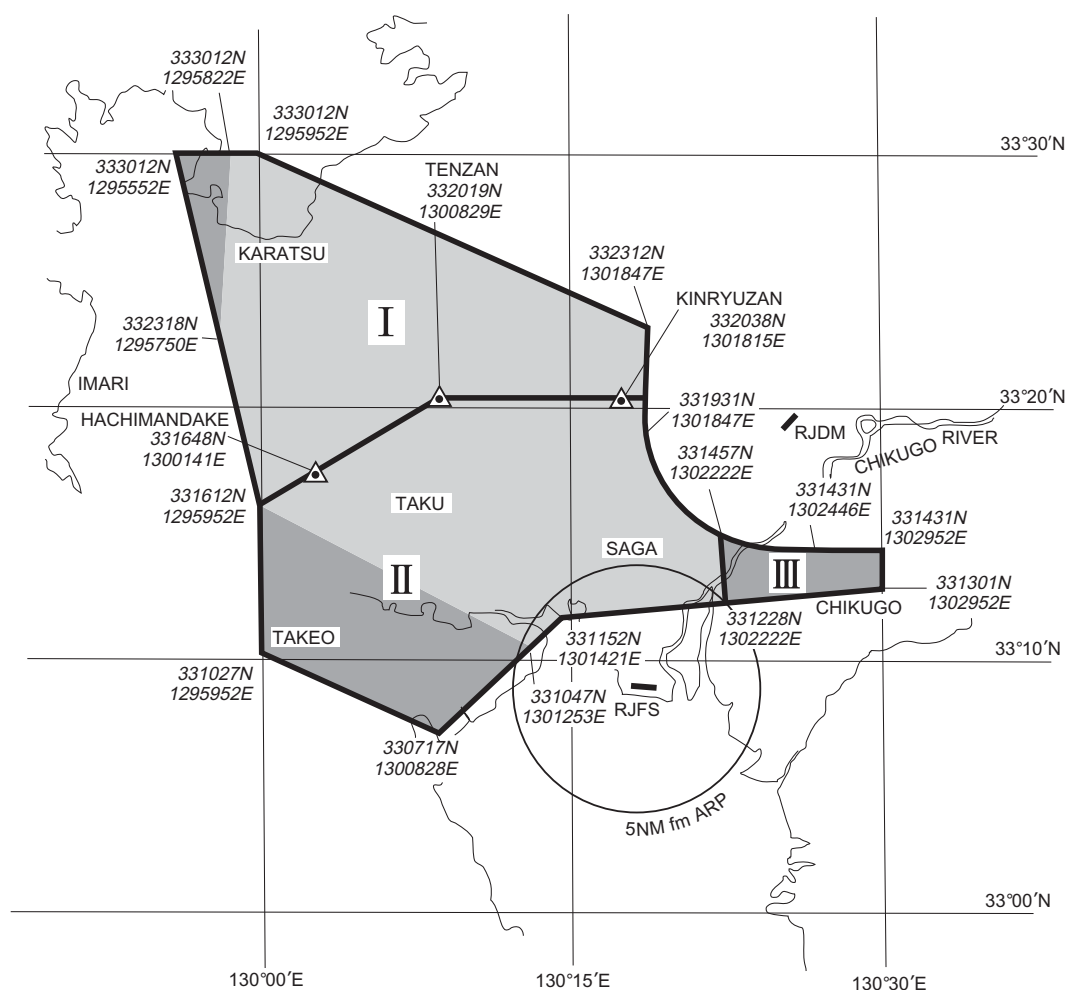 333012N
1295822E
333012N
1295952E
33°30′N
333012N
1295552E
TENZAN
332019N
1300829E
KARATSU
332312N
1301847E
KINRYUZAN
332038N
1301815E
I
332318N
1295750E
IMARI
33°20′N
331931N
1301847E
HACHIMANDAKE
331648N
1300141E
RJDM
CHIKUGO RIVER
331457N
1302222E
331612N
1295952E
TAKU
331431N
1302446E
331431N
1302952E
SAGA
II
III
331301N
1302952E
CHIKUGO
331228N
1302222E
TAKEO
331152N
1301421E
33°10′N
331027N
1295952E
331047N
1301253E
RJFS
330717N
1300828E
5NM fm ARP
33°00′N
130°00′E
130°15′E
130°30′E